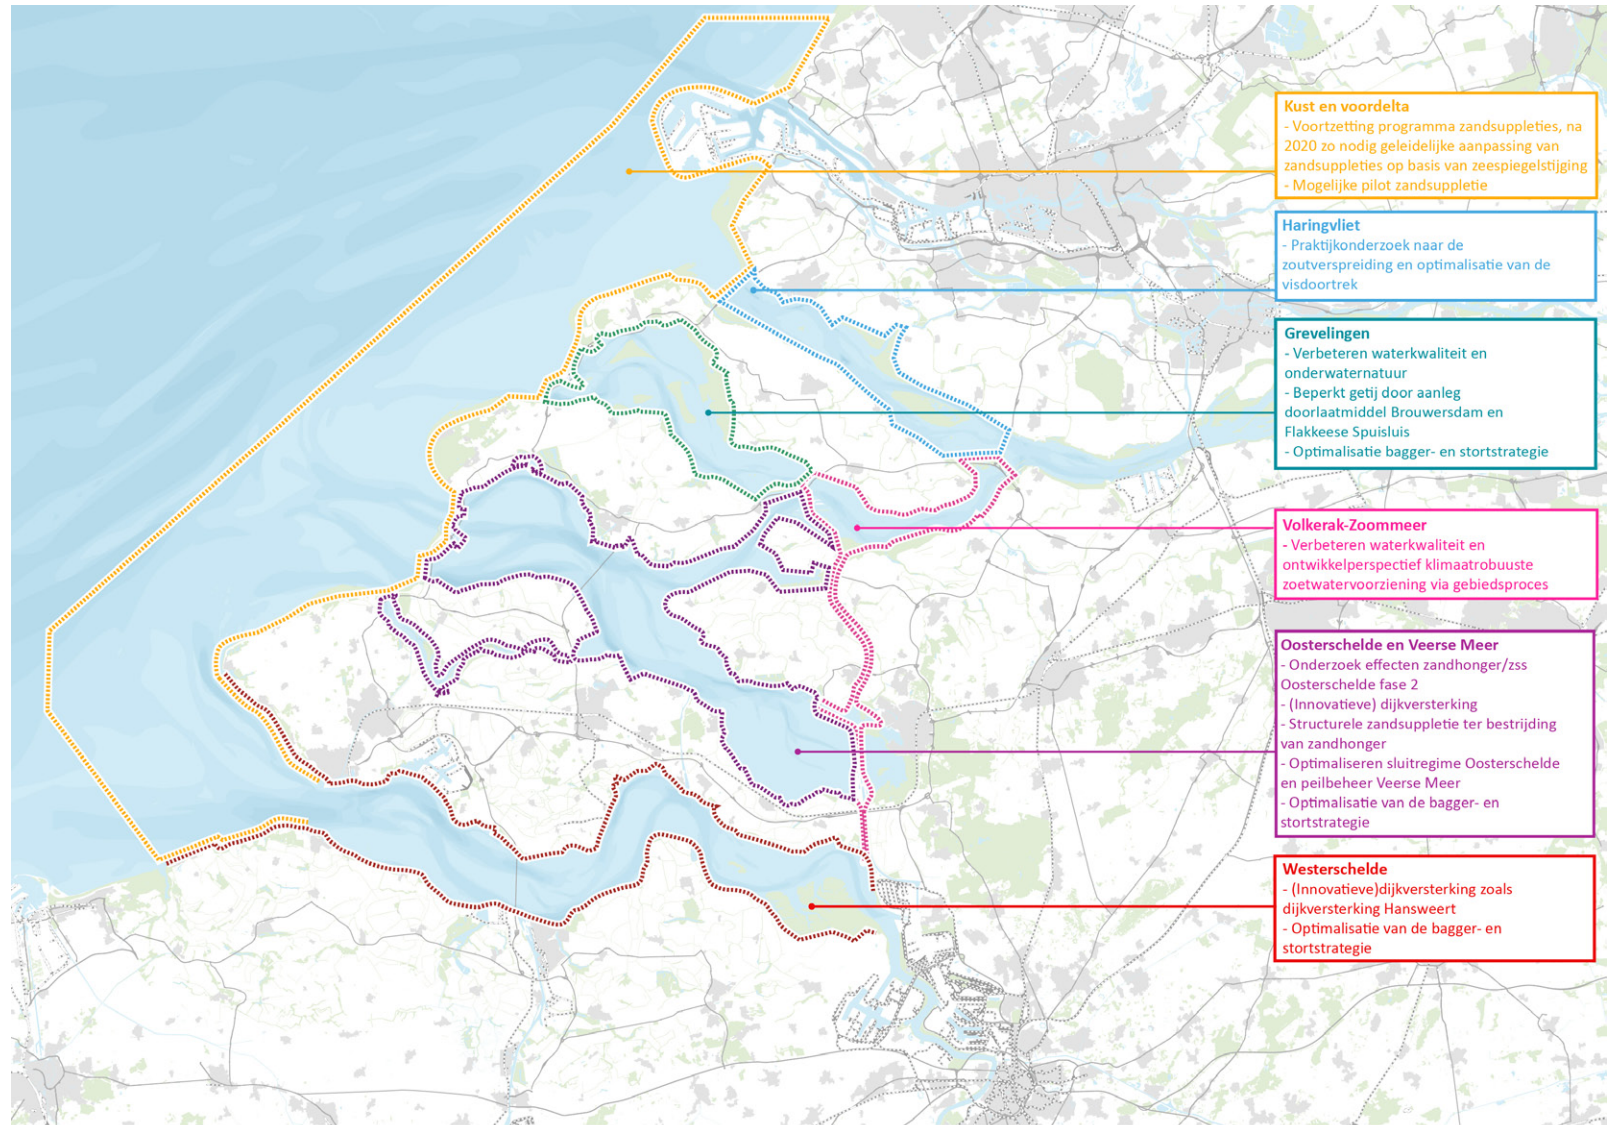 Kust en voordelta
- Voortzetting programma zandsuppleties, na
2020 zo nodig geleidelijke aanpassing van
zandsuppleties op basis van zeespiegelstijging
- Mogelijke pilot zandsuppletie
Haringvliet
- Praktijkonderzoek naar de
zoutverspreiding en optimalisatie van de
visdoortrek
Grevelingen
- Verbeteren waterkwaliteit en
onderwaternatuur
- Beperkt getij door aanleg
doorlaatmiddel Brouwersdam en
Flakkeese Spuisluis
- Optimalisatie bagger- en stortstrategie
Volkerak-Zoommeer
- Verbeteren waterkwaliteit en
ontwikkelperspectief klimaatrobuuste
zoetwatervoorziening via gebiedsproces
Oosterschelde en Veerse Meer
- Onderzoek effecten zandhonger/zss
Oosterschelde fase 2
- (Innovatieve) dijkversterking
- Structurele zandsuppletie ter bestrijding
van zandhonger
- Optimaliseren sluitregime Oosterschelde
en peilbeheer Veerse Meer
- Optimalisatie van de bagger- en
stortstrategie
Westerschelde
- (Innovatieve)dijkversterking zoals
dijkversterking Hansweert
- Optimalisatie van de bagger- en
stortstrategie